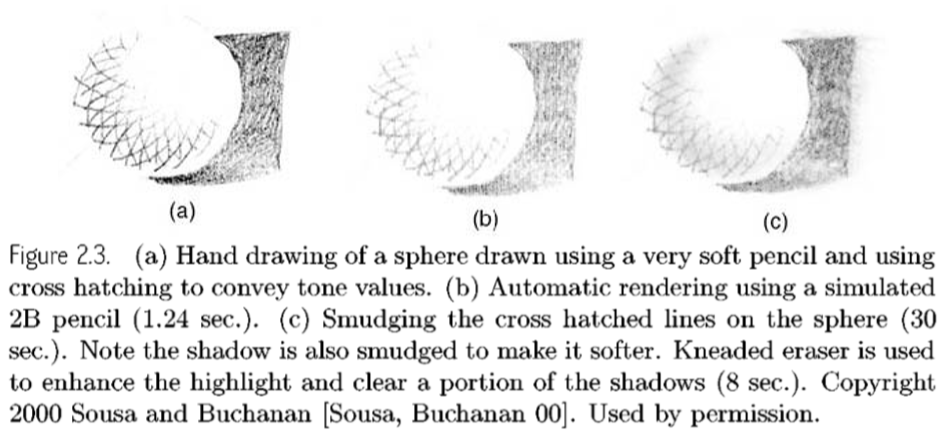 (a)
(b)
(c)
Figure 2.3. (a) Hand drawing of a sphere drawn using a very soft pencil and using
cross hatching to convey tone values. (b) Automatic rendering using a simulated
2B pencil (1.24 sec.). (c) Smudging the cross hatched lines on the sphere (30
sec.). Note the shadow is also smudged to make it softer. Kneaded eraser is used
to enhance the highlight and clear a portion of the shadows (8 sec.). Copyright
2000 Sousa and Buchanan [Sousa, Buchanan 00]. Used by permission.